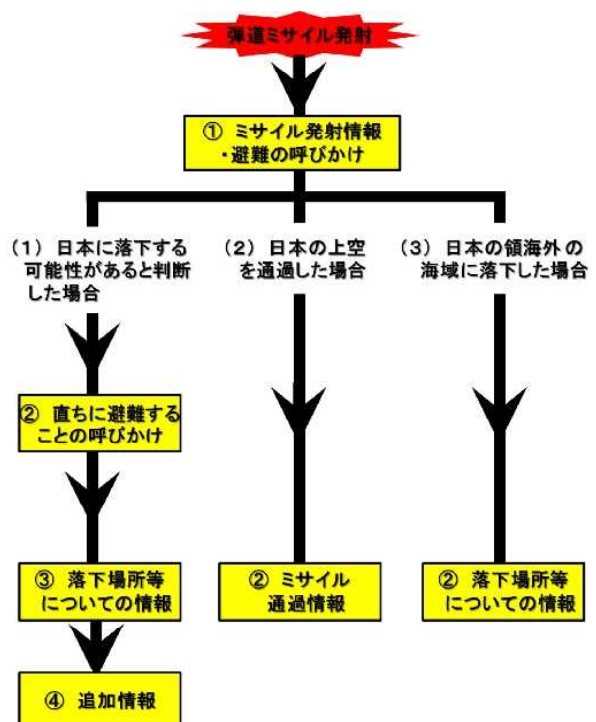 弾道ミサイル発射
① ミサイル発射情報
・避難の呼びかけ
(1) 日本に落下する
可能性があると判断
した場合
(2) 日本の上空
を通過した場合
(3) 日本の領海外の
海域に落下した場合
② 直ちに避難する
ことの呼びかけ
③ 落下場所等
についての情報
② ミサイル
通過情報
② 落下場所等
についての情報
④ 追加情報